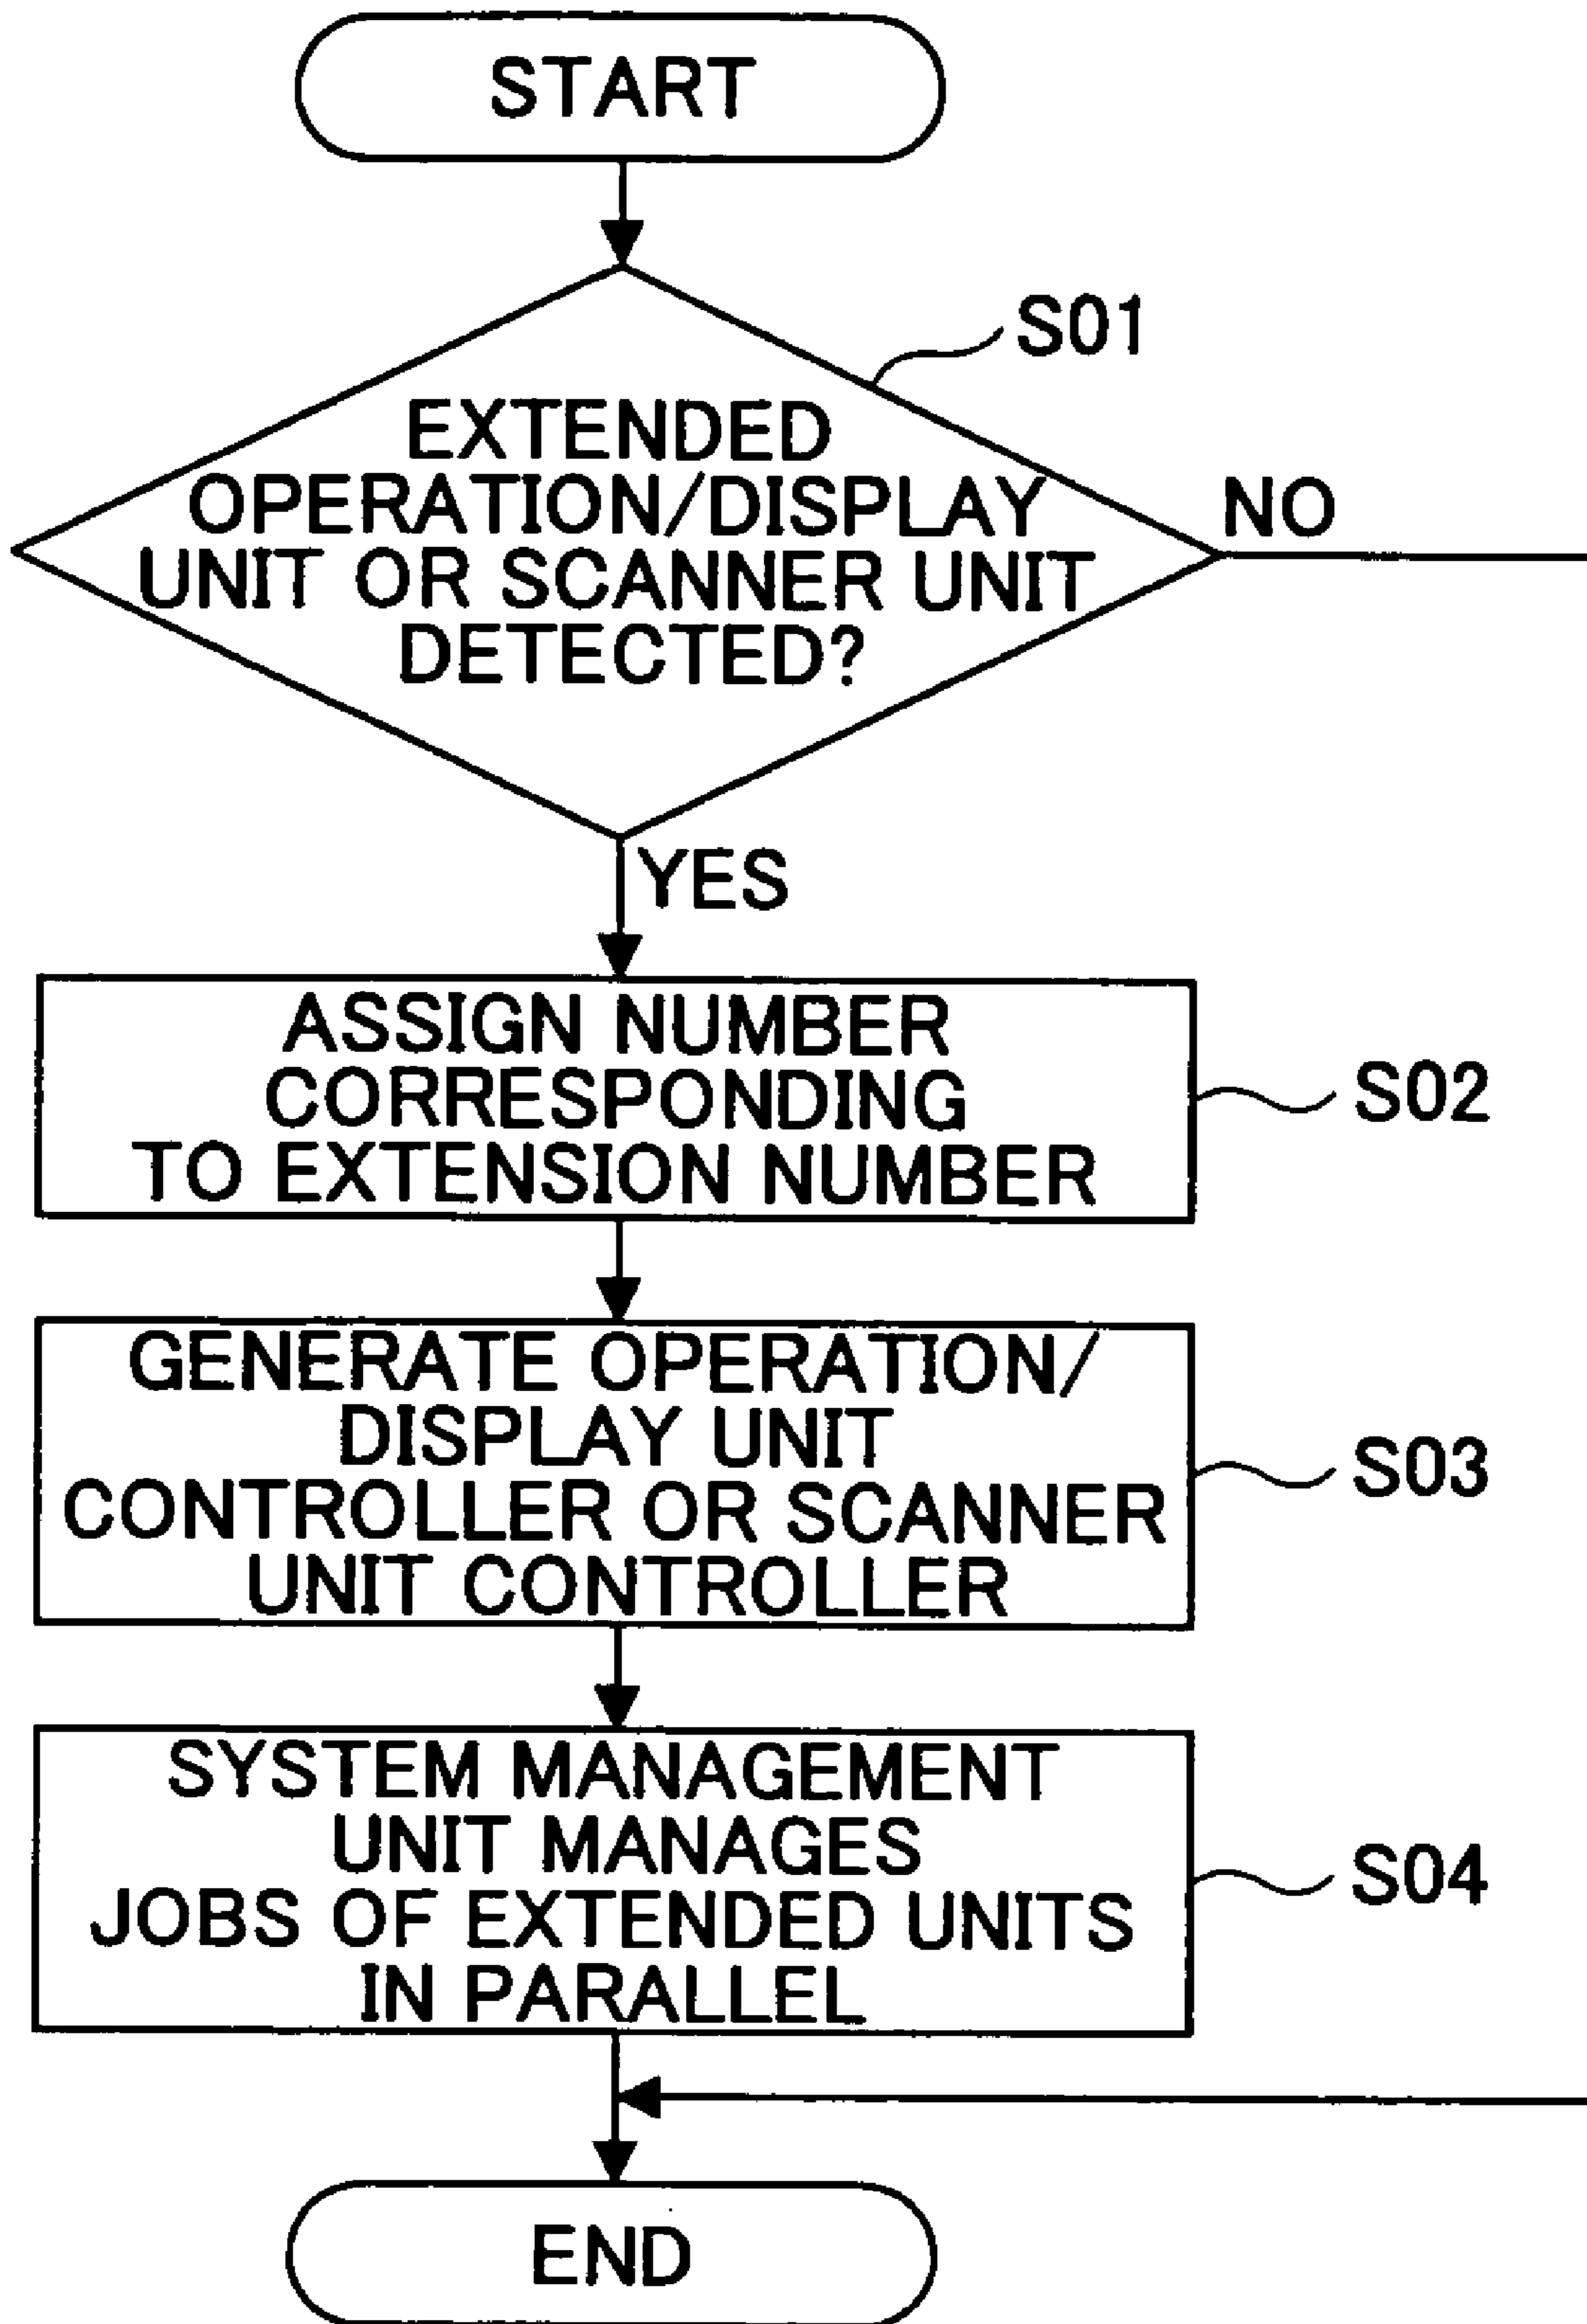 START
S01
EXTENDED
OPERATION/DISPLAY
UNIT OR SCANNER UNIT
DETECTED?
NO
YES
ASSIGN NUMBER
CORRESPONDING
TO EXTENSION NUMBER
S02
GENERATE OPERATION/
DISPLAY UNIT
CONTROLLER OR SCANNER
UNIT CONTROLLER
S03
SYSTEM MANAGEMENT
UNIT MANAGES
JOBS OF EXTENDED UNITS
IN PARALLEL
S04
END